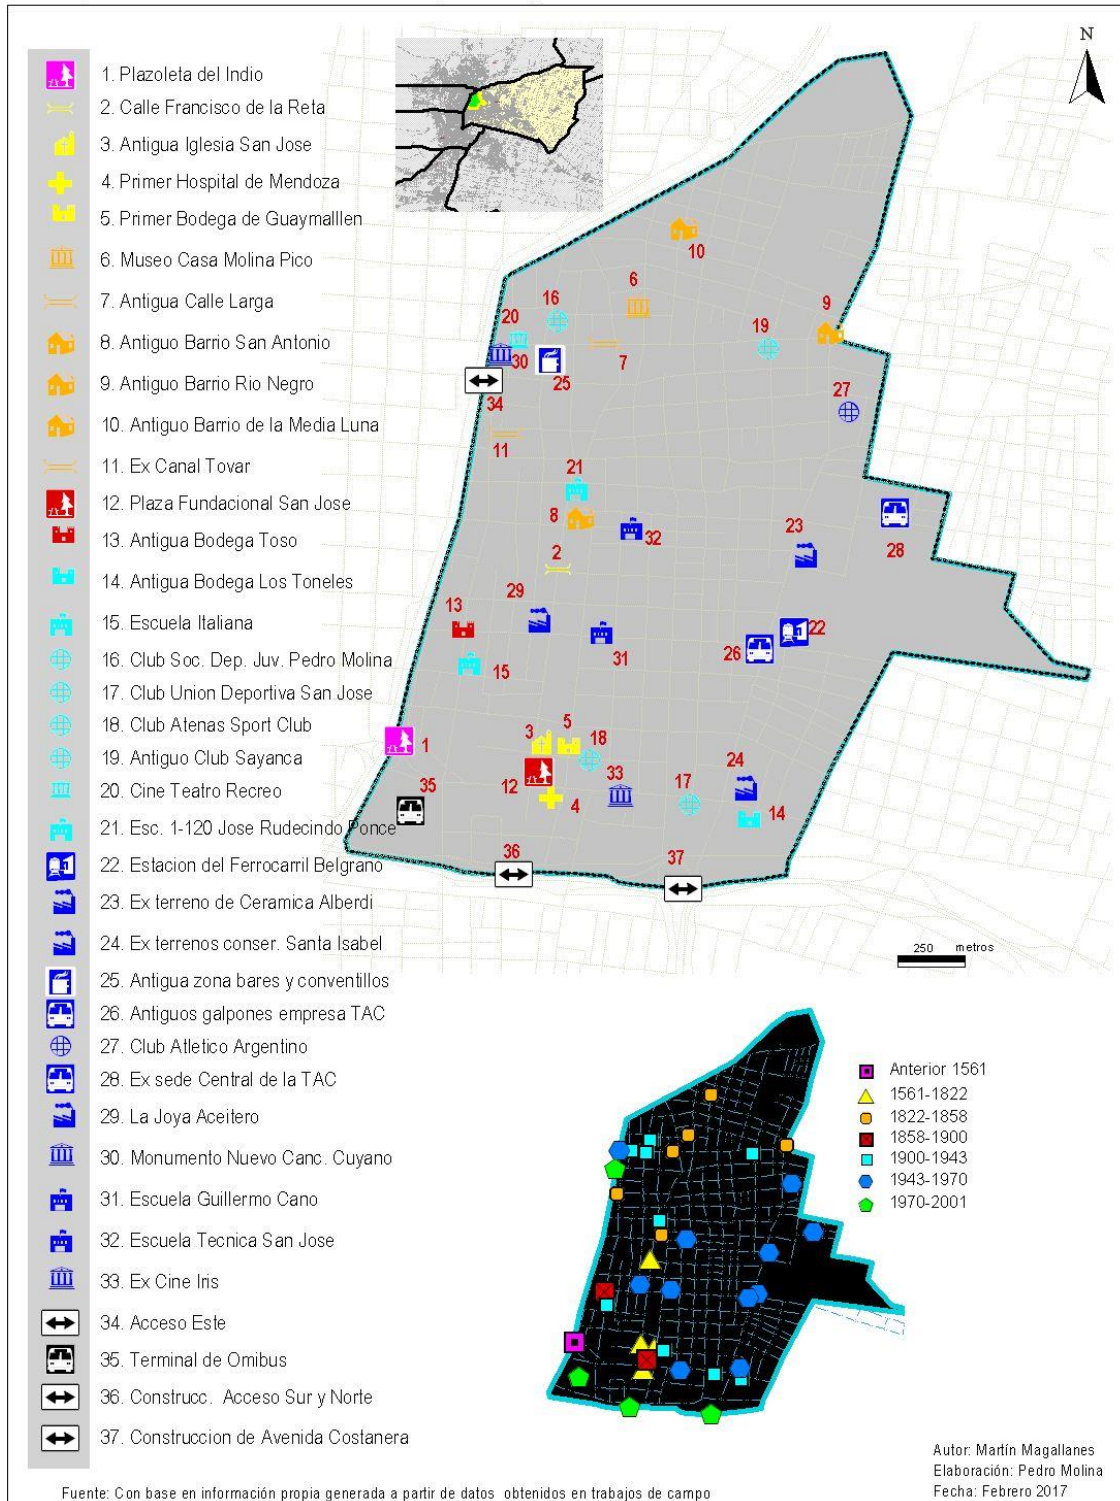 1. Plazoleta del Indio
2. Calle Francisco de la Reta
3. Antigua Iglesia San Jose
4. Primer Hospital de Mendoza
5. Primer Bodega de Guaymalllen
6. Museo Casa Molina Pico
7. Antigua Calle Larga
8. Antiguo Barrio San Antonio
9. Antiguo Barrio Rio Negro
10. Antiguo Barrio de la Media Luna
11. Ex Canal Tovar
12. Plaza Fundacional San Jose
13. Antigua Bodega Toso
14. Antigua Bodega Los Toneles
15. Escuela Italiana
16. Club Soc. Dep. Juv. Pedro Molina
17. Club Union Deportiva San Jose
18. Club Atenas Sport Club
19. Antiguo Club Sayanca
20. Cine Teatro Recreo
21. Esc. 1-120 Jose Rudecindo Ponce
22. Estacion del Ferrocarril Belgrano
23. Ex terreno de Ceramica Alberdi
24. Ex terrenos conser. Santa Isabel
25. Antigua zona bares y conventillos
26. Antiguos galpones empresa TAC
27. Club Atletico Argentino
28. Ex sede Central de la TAC
29. La Joya Aceitero
30. Monumento Nuevo Canc. Cuyano
31. Escuela Guillermo Cano
32. Escuela Tecnica San Jose
33. Ex Cine Iris
34. Acceso Este
35. Terminal de Omibus
36. Construcc. Acceso Sur y Norte
37. Construccion de Avenida Costanera
N
10
6
16
9
20
19
7
30
25
27
34
11
21
8
32
2
23
28
29
13
22
26
31
15
5
3
18
1
24
33
17
35
12
4
14
36
37
250 metros
Anterior 1561
1561-1822
1822-1858
1858-1900
1900-1943
1943-1970
1970-2001
Autor: Martín Magallanes
Elaboración: Pedro Molina
Fecha: Febrero 2017
Fuente: Con base en información propia generada a partir de datos obtenidos en trabajos de campo